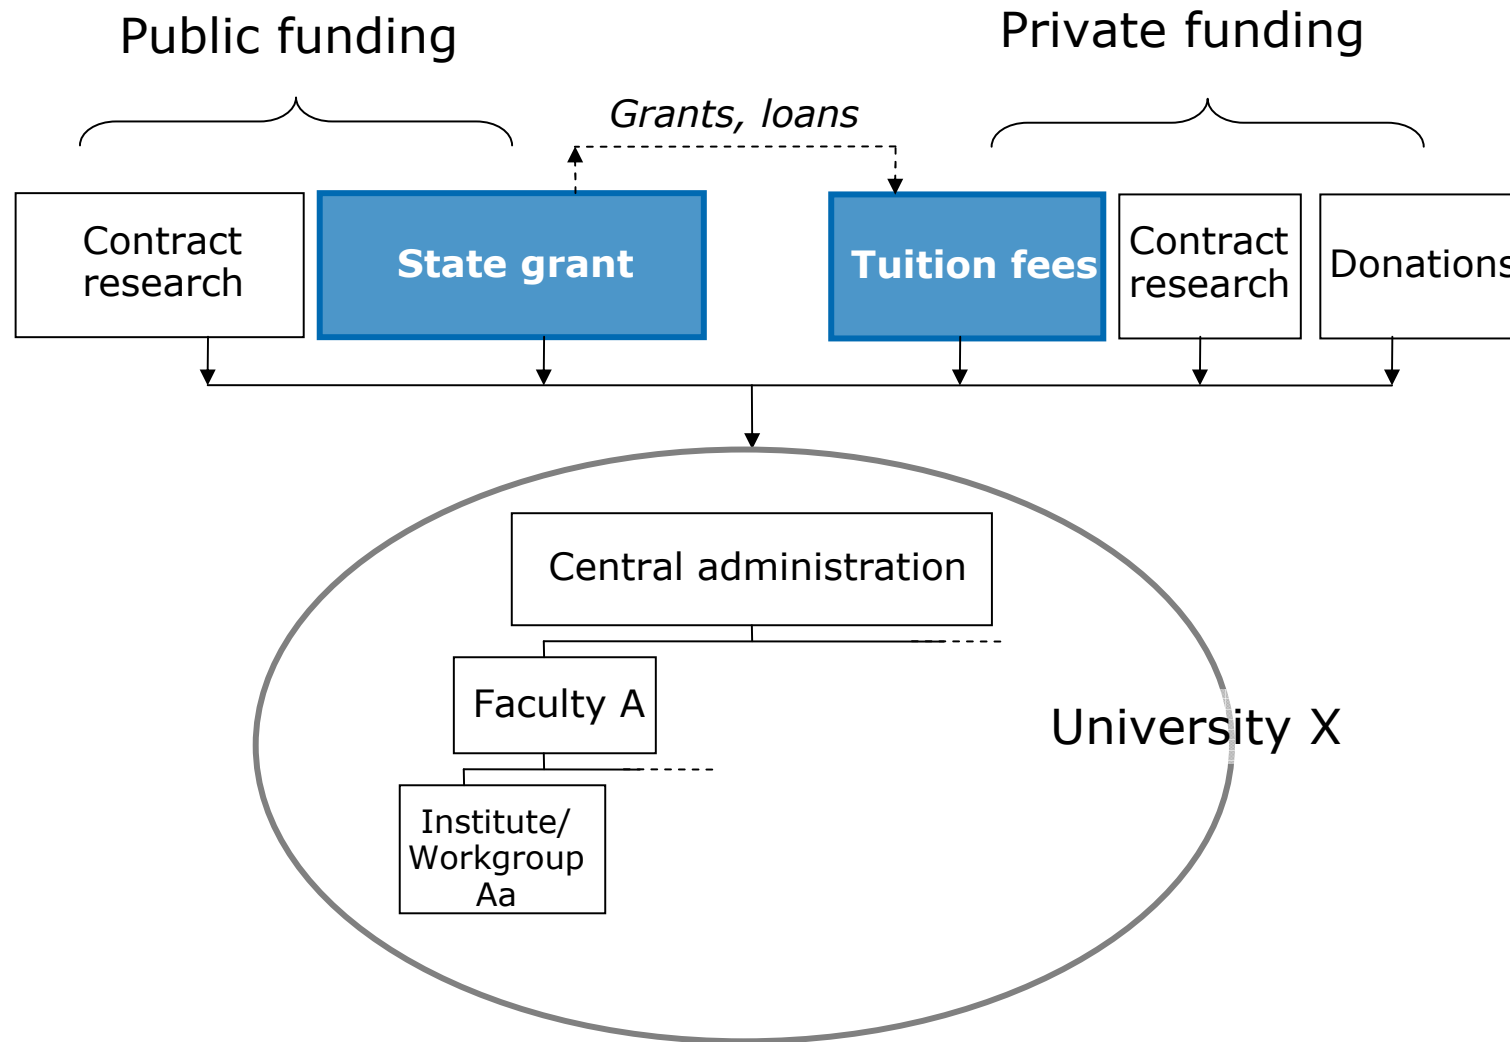 Public funding
Private funding
Grants, loans
Contract
research
State grant
Tuition fees
Contract
research
Donations
Central administration
Faculty A
University X
Institute/
Workgroup
Aa